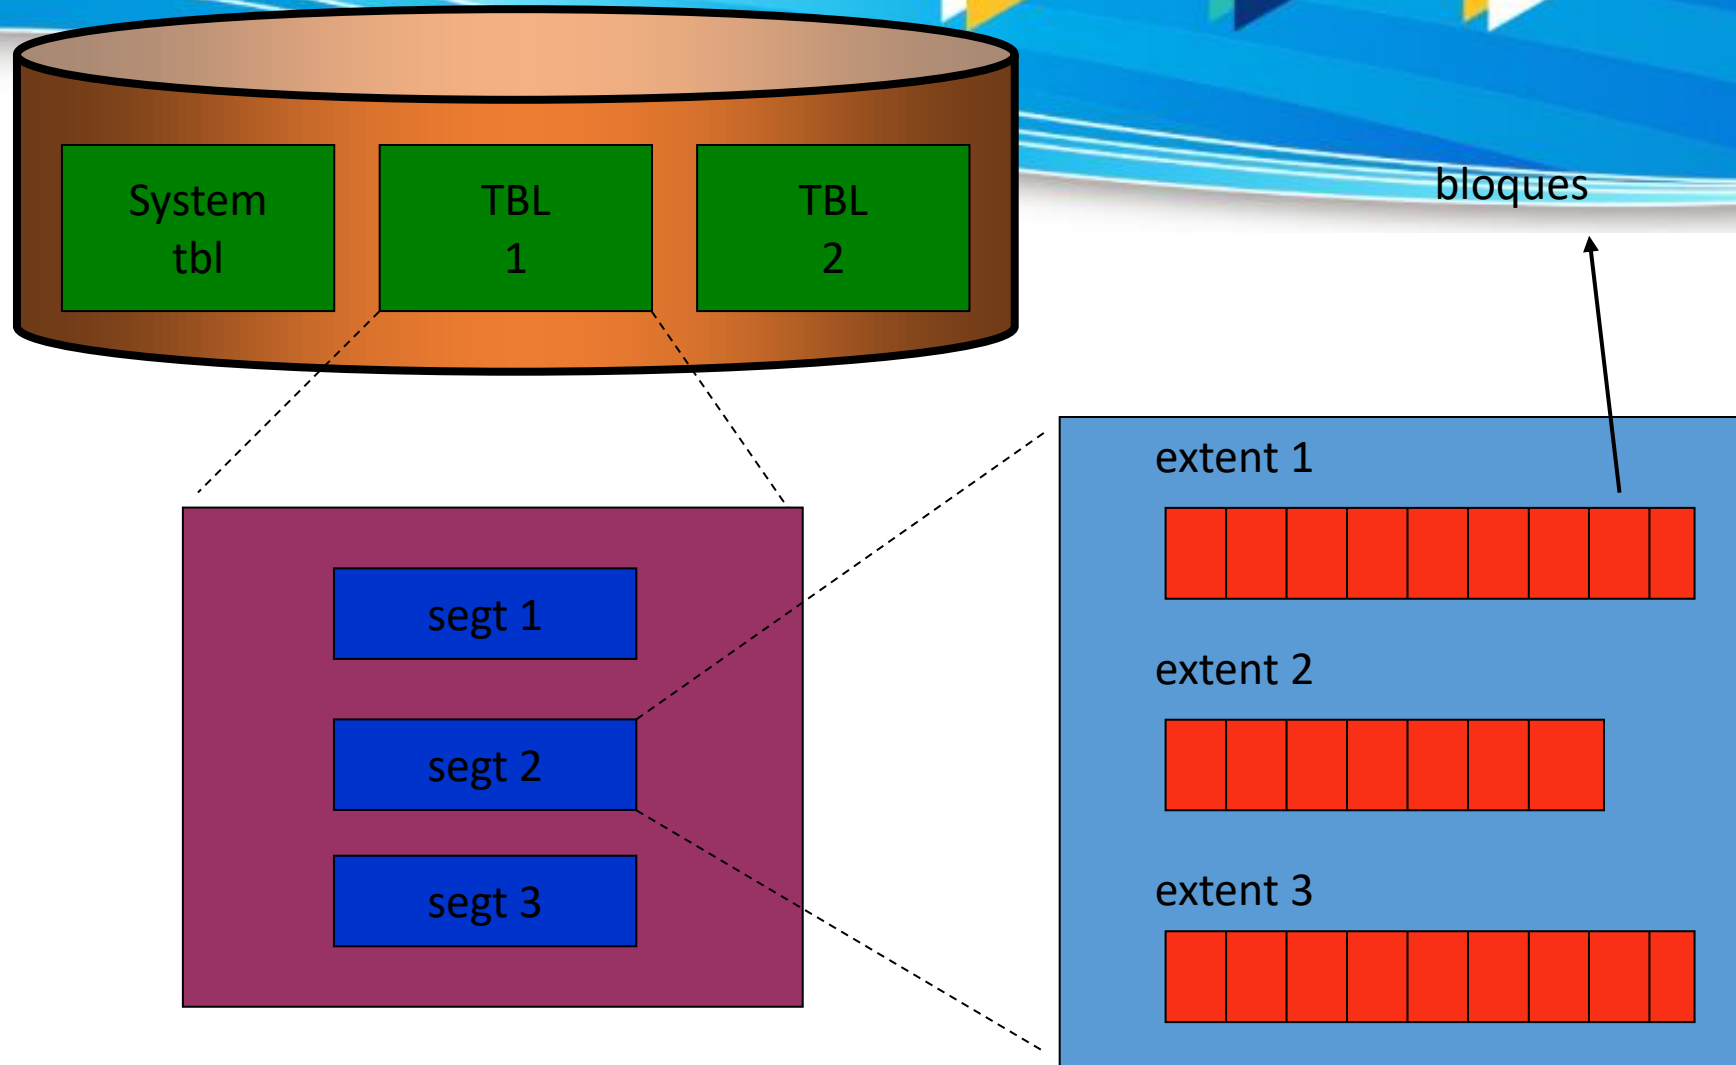 System
tbl
TBL
1
TBL
2
bloques
segt 1
segt 2
segt 3
extent 1
extent 2
extent 3